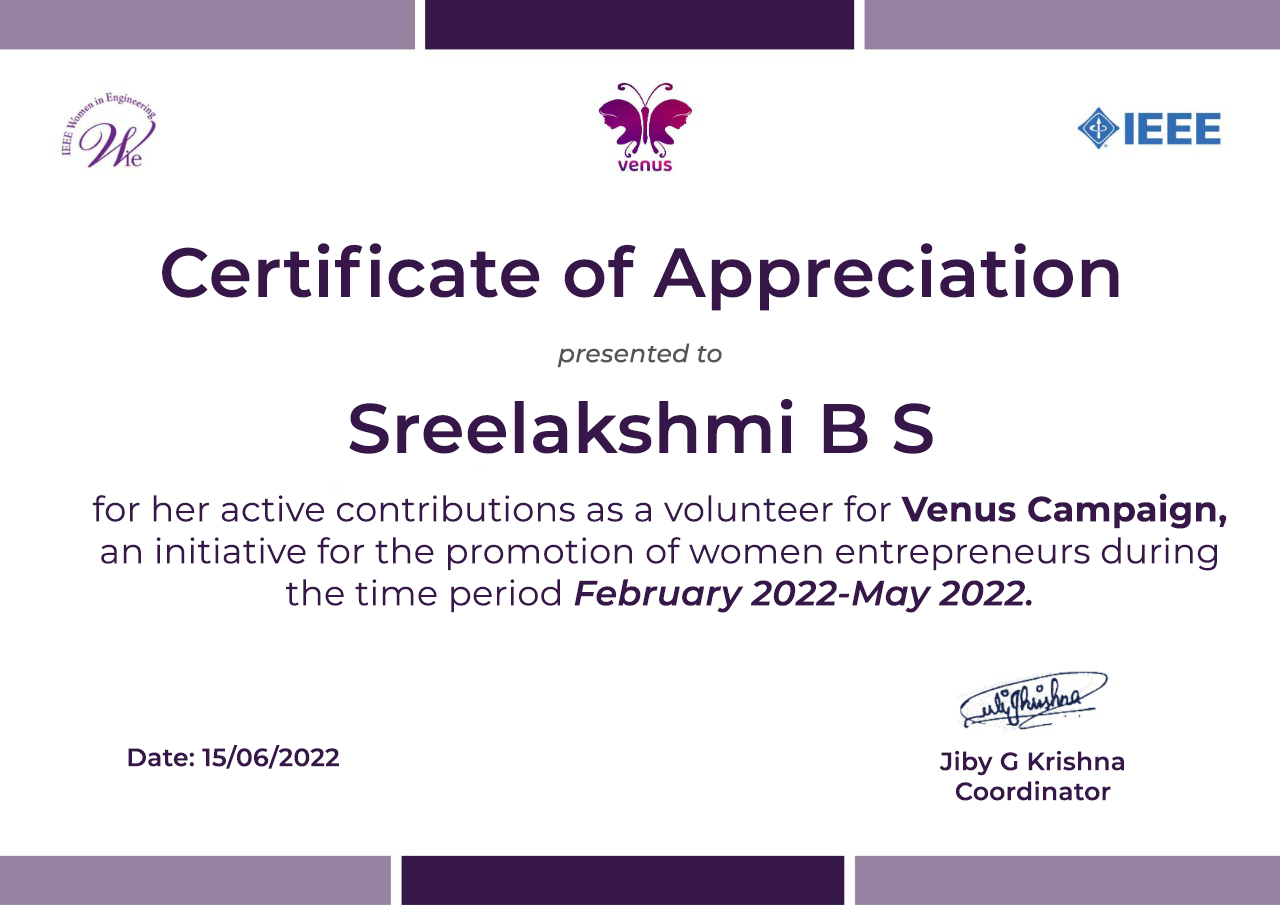 IEEE Women in Engineering
Wie
venus
IEEE
Certificate of Appreciation
presented to
Sreelakshmi B S
for her active contributions as a volunteer for Venus Campaign,
an initiative for the promotion of women entrepreneurs during
the time period February 2022-May 2022.
Date: 15/06/2022
Jiby G Krishna
Coordinator